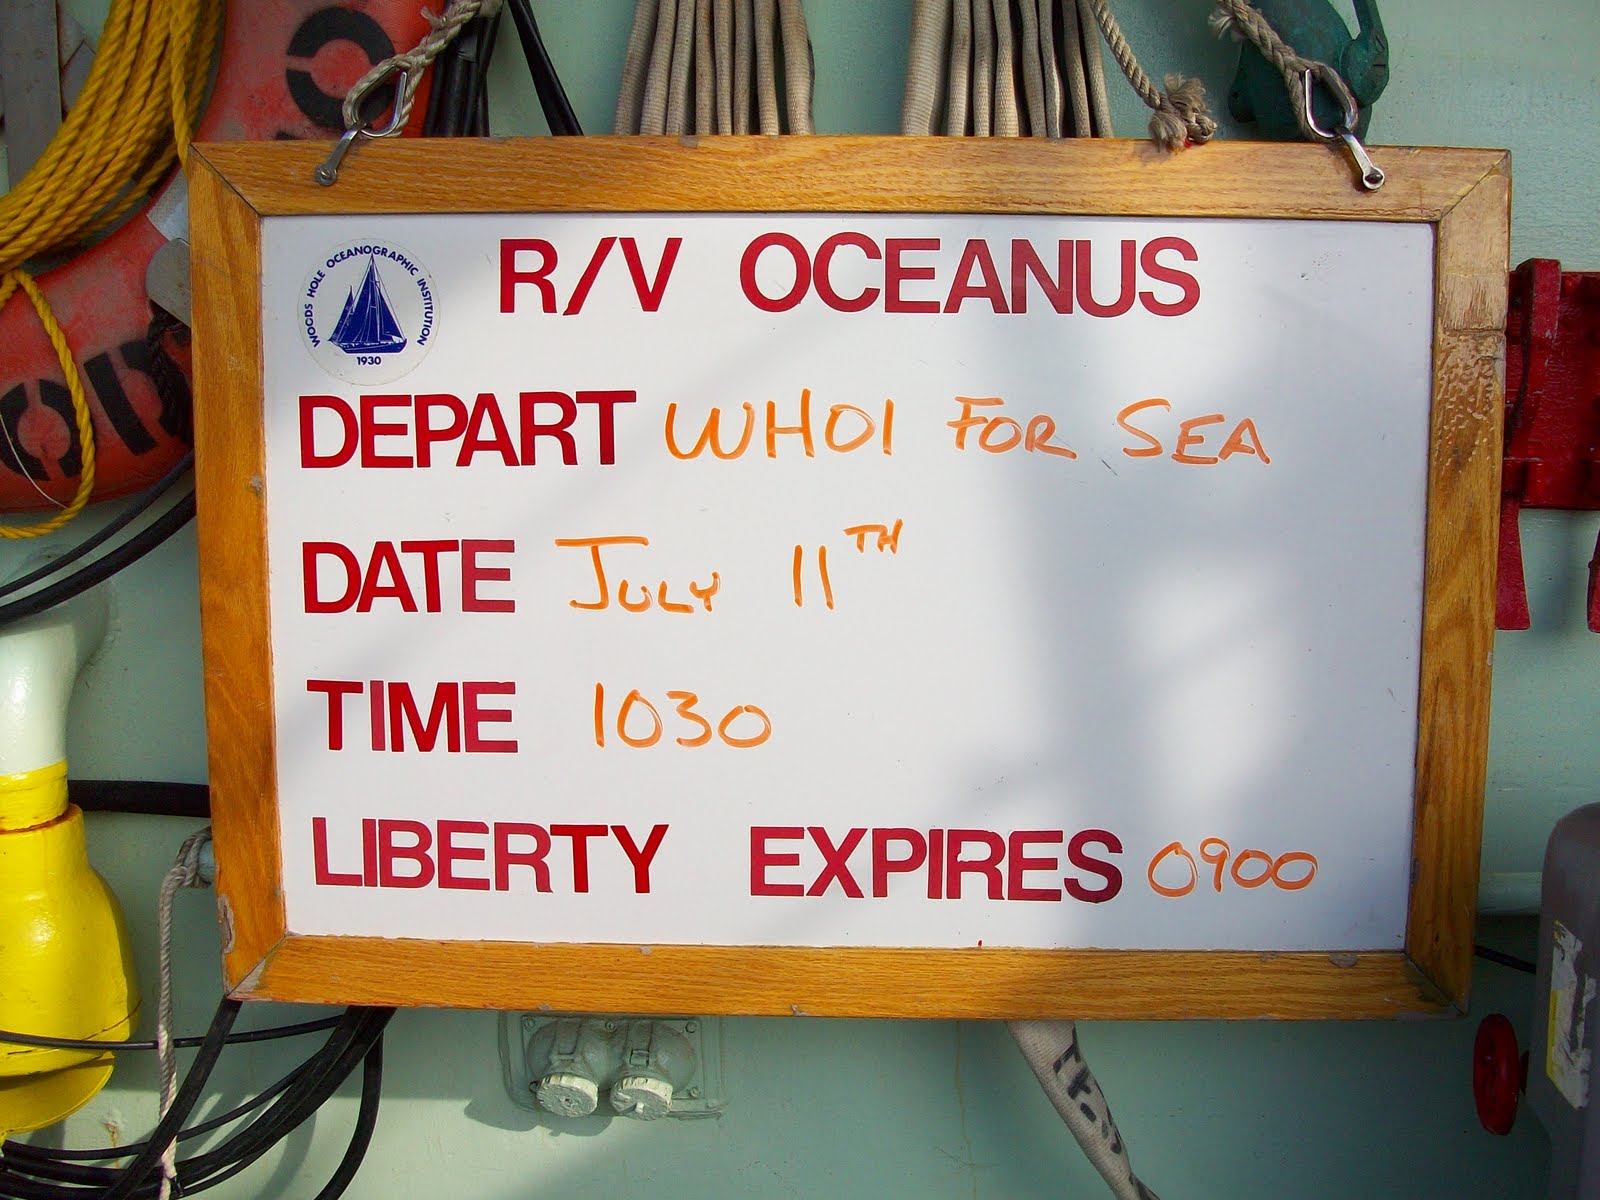 R/V OCEANUS
WOODS HOLE OCEANOGRAPHIC INSTITUTION
1930
DEPART WHOI FOR SEA
DATE JULY 11TH
TIME 1030
LIBERTY EXPIRES 0900